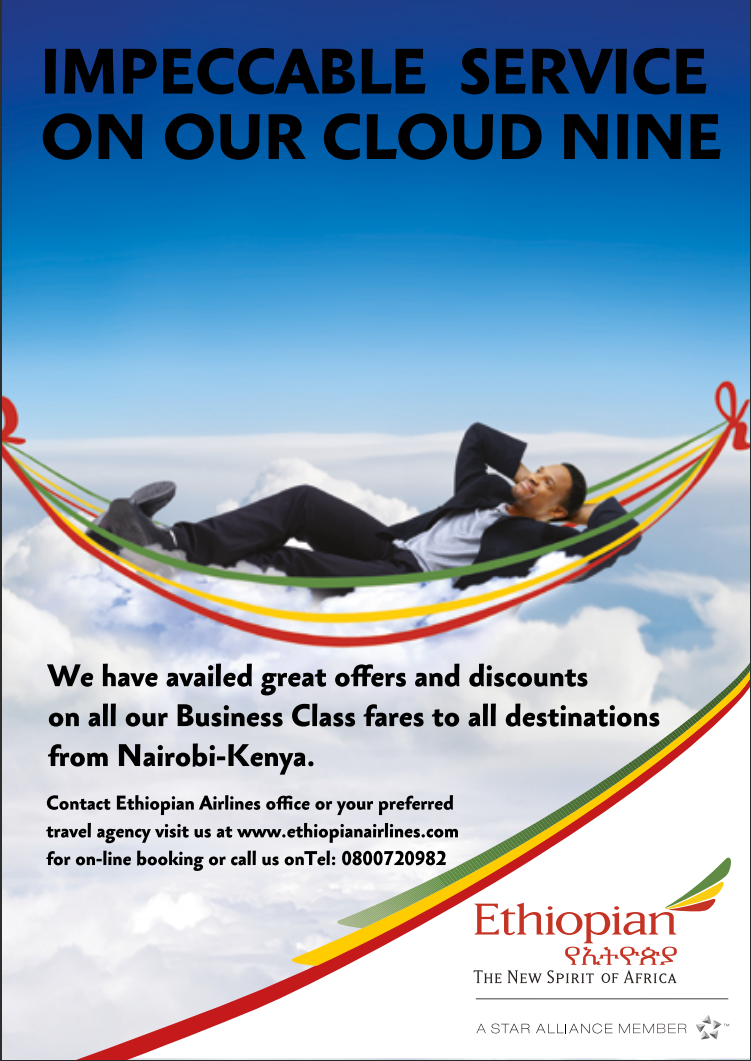 IMPECCABLE SERVICE
ON OUR CLOUD NINE
We have availed great offers and discounts
on all our Business Class fares to all destinations
from Nairobi-Kenya.
Contact Ethiopian Airlines office or your preferred
travel agency visit us at www.ethiopianairlines.com
for on-line booking or call us onTel: 0800720982
Ethiopian
የኢትዮጵያ
THE NEW SPIRIT OF AFRICA
A STAR ALLIANCE MEMBER ™